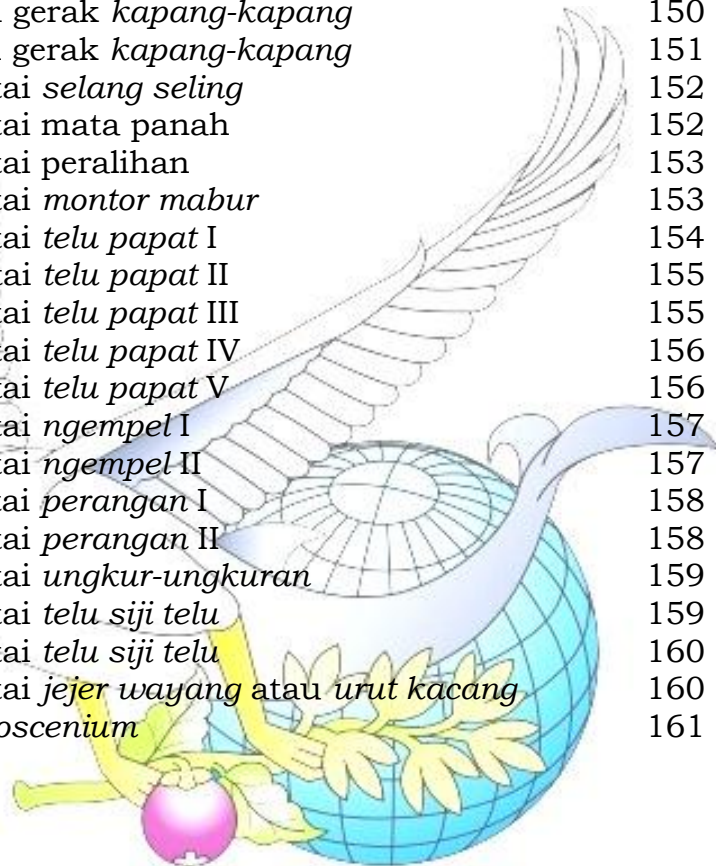 gerak kapang-kapang 150
gerak kapang-kapang 151
tai selang seling 152
tai mata panah 152
tai peralihan 153
tai montor mabur 153
tai telu papat I 154
tai telu papat II 155
tai telu papat III 155
tai telu papat IV 156
tai telu papat V 156
tai ngempel I 157
tai ngempel II 157
tai perangan I 158
tai perangan II 158
tai ungkur-ungkuran 159
tai telu siji telu 159
tai telu siji telu 160
tai jejer wayang atau urut kacang 160
oscenium 161